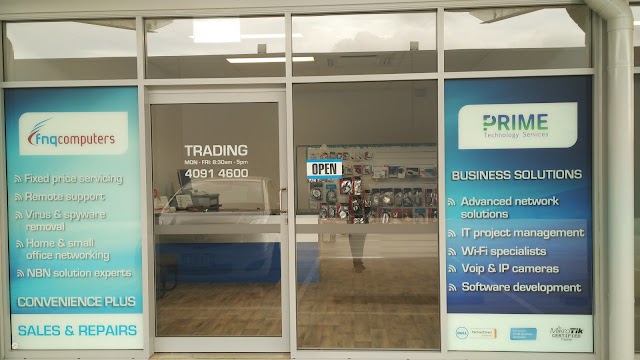 fnqcomputers
Fixed price servicing
Remote support
Virus & spyware
removal
Home & small
office networking
NBN solution experts
CONVENIENCE PLUS
SALES & REPAIRS
TRADING
MON - FRI: 8:30am - 5pm
4091 4600
OPEN
PRIME
Technology Services
BUSINESS SOLUTIONS
Advanced network
solutions
IT project management
Wi-Fi specialists
Voip & IP cameras
Software development
DELL
MikroTik
CERTIFIED